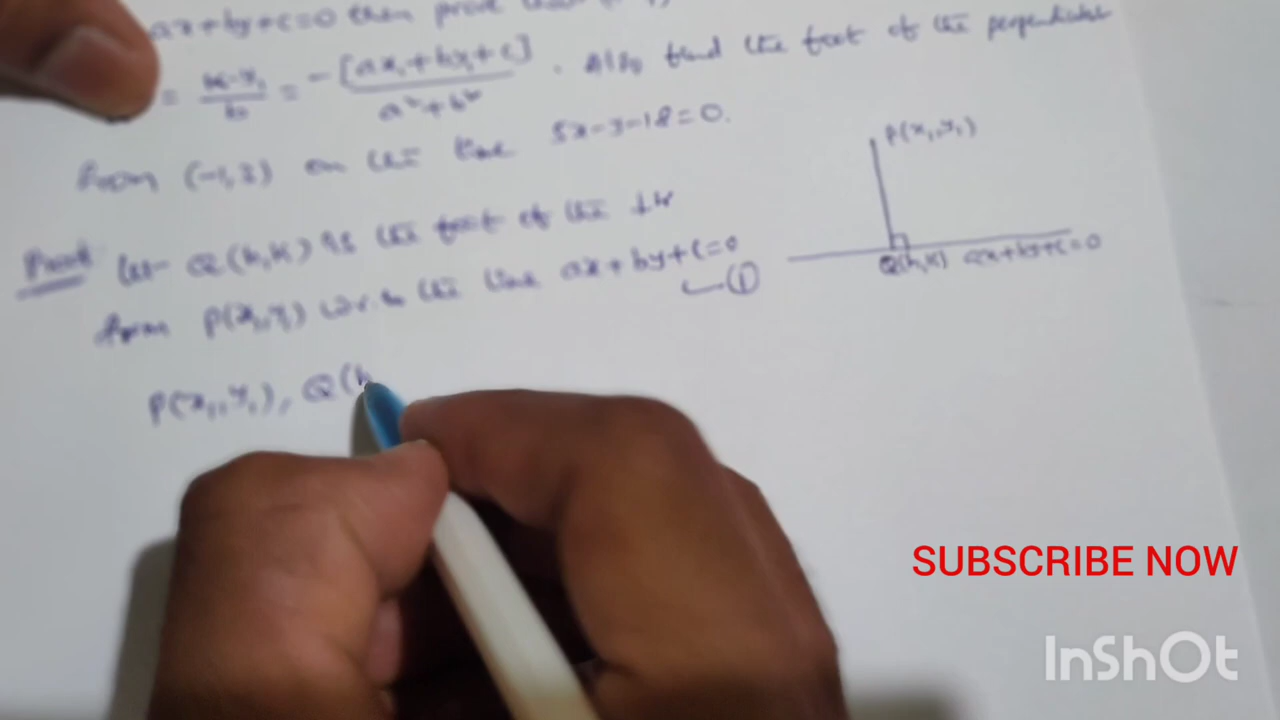 ax+by+c=0 then prove that
= k-y₁/b = -[ax₁+by₁+c]/a²+b² . Also find the foot of the perpendicular
from (-1,3) on the line 5x-y-18=0.
P(x₁,y₁)
Proof: Let Q(h,k) is the foot of the ⊥r
from P(x₁,y₁) w.r.to the line ax+by+c=0
①
Q(h,k) ax+by+c=0
P(x₁,y₁), Q(h
SUBSCRIBE NOW
InShOt